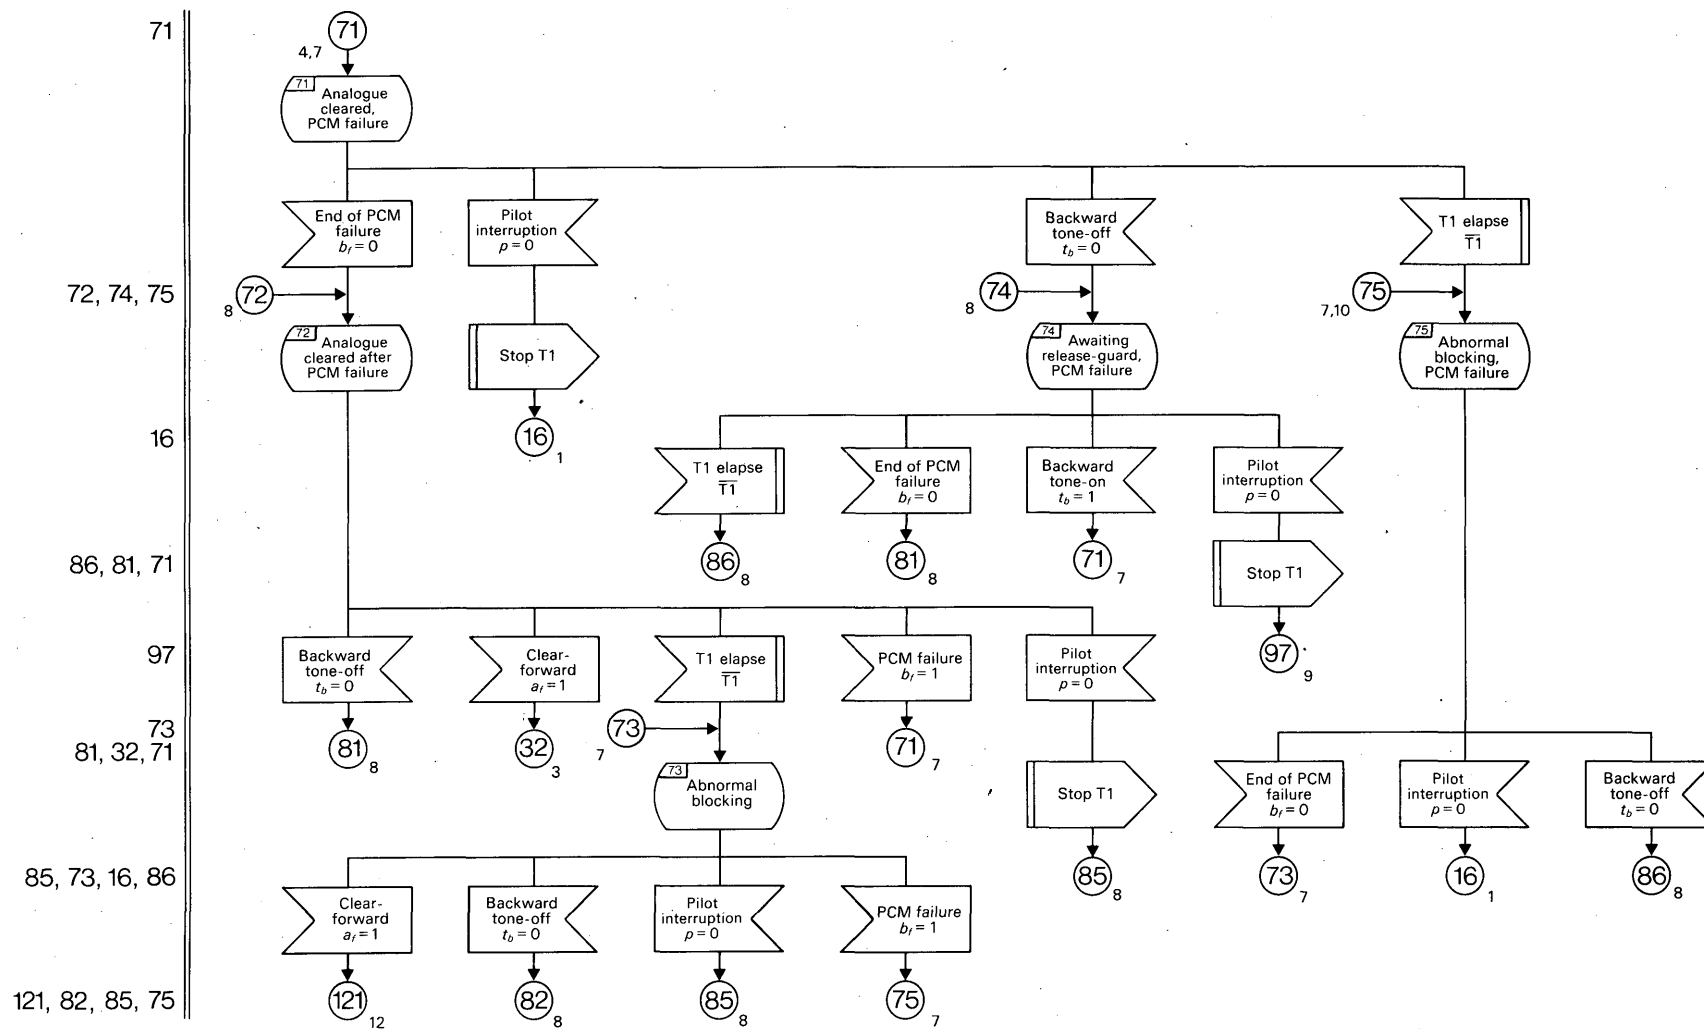 71
71
4,7
71
Analogue
cleared,
PCM failure
End of PCM
failure
b_f = 0
Pilot
interruption
p = 0
Backward
tone-off
t_b = 0
T1 elapse
T1
72, 74, 75
72
8
74
8
75
7,10
72
Analogue
cleared after
PCM failure
Stop T1
74
Awaiting
release-guard,
PCM failure
75
Abnormal
blocking,
PCM failure
16
16
1
T1 elapse
T1
End of PCM
failure
b_f = 0
Backward
tone-on
t_b = 1
Pilot
interruption
p = 0
86, 81, 71
86
8
81
8
71
7
Stop T1
97
97
9
Backward
tone-off
t_b = 0
Clear-
forward
a_f = 1
T1 elapse
T1
PCM failure
b_f = 1
Pilot
interruption
p = 0
73
81, 32, 71
81
8
32
3
73
7
71
7
73
Abnormal
blocking
Stop T1
End of PCM
failure
b_f = 0
Pilot
interruption
p = 0
Backward
tone-off
t_b = 0
85, 73, 16, 86
85
8
73
7
16
1
86
8
Clear-
forward
a_f = 1
Backward
tone-off
t_b = 0
Pilot
interruption
p = 0
PCM failure
b_f = 1
121, 82, 85, 75
121
12
82
8
85
8
75
7